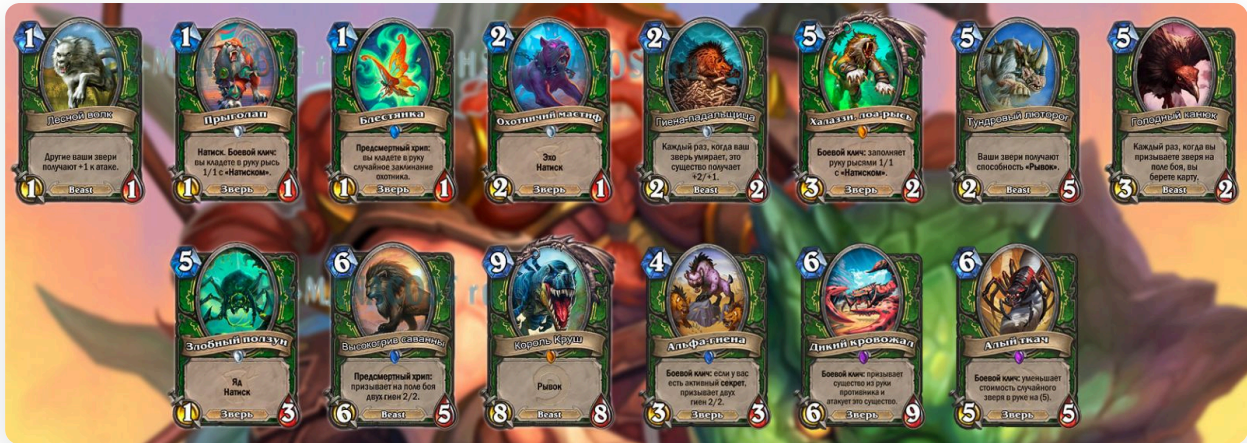 1
Лесной волк
Другие ваши звери
получают +1 к атаке.
1
Beast
1
1
Прыголап
Натиск. Боевой клич:
вы кладете в руку рысь
1/1 с «Натиском».
1
Зверь
1
1
Блестянка
Предсмертный хрип:
вы кладете в руку
случайное заклинание
охотника.
1
Зверь
1
2
Охотничий мастиф
Эхо
Натиск
2
Зверь
1
2
Гиена-падальщица
Каждый раз, когда ваш
зверь умирает, это
существо получает
+2/+1.
2
Beast
2
5
Халаззи, лоа рысь
Боевой клич: заполняет
руку рысями 1/1
с «Натиском».
3
Зверь
2
5
Тундровый люторог
Ваши звери получают
способность «Рывок».
2
Beast
5
5
Голодный канюк
Каждый раз, когда вы
призываете зверя на
поле боя, вы
берете карту.
3
Beast
2
5
Злобный ползун
Яд
Натиск
1
Зверь
3
6
Высокогрив саванны
Предсмертный хрип:
призывает на поле боя
двух гиен 2/2.
6
Beast
5
9
Король Круш
Рывок
8
Beast
8
4
Альфа-гиена
Боевой клич: если у вас
есть активный секрет,
призывает двух
гиен 2/2.
3
Зверь
3
6
Дикий кровожал
Боевой клич: призывает
существо из руки
противника и
атакует это существо.
6
Зверь
9
6
Алый ткач
Боевой клич: уменьшает
стоимость случайного
зверя в руке на (5).
5
Зверь
5